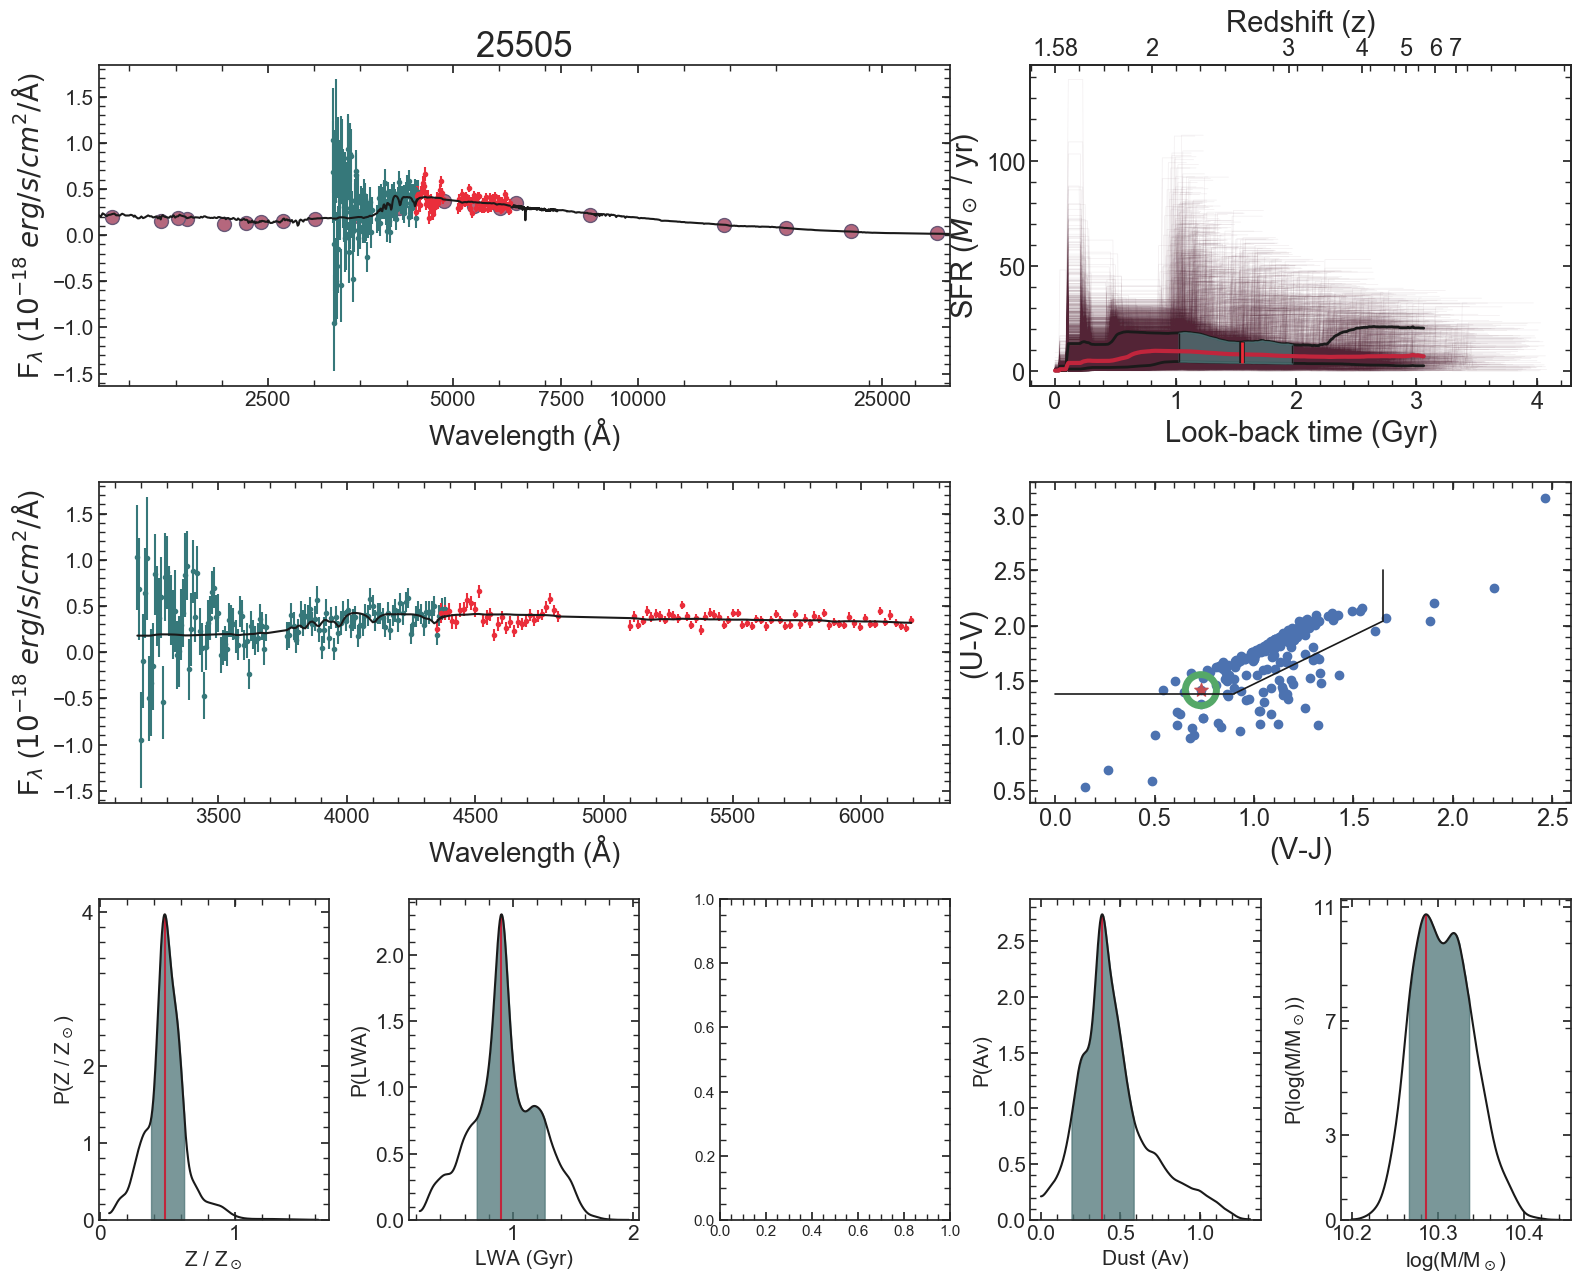 25505
1.5
1.0
0.5
0.0
−0.5
−1.0
−1.5
F_λ (10^{−18} erg/s/cm^2/Å)
2500 5000 7500 10000 25000
Wavelength (Å)
Redshift (z)
1.58 2 3 4 5 6 7
100
50
0
SFR (M_⊙ / yr)
0 1 2 3 4
Look-back time (Gyr)
1.5
1.0
0.5
0.0
−0.5
−1.0
−1.5
F_λ (10^{−18} erg/s/cm^2/Å)
3500 4000 4500 5000 5500 6000
Wavelength (Å)
3.0
2.5
2.0
1.5
1.0
0.5
(U-V)
0.0 0.5 1.0 1.5 2.0 2.5
(V-J)
4
2
1
0
P(Z / Z_⊙)
0 1
Z / Z_⊙
2.0
1.5
1.0
0.5
0.0
P(LWA)
1 2
LWA (Gyr)
1.0
0.8
0.6
0.4
0.2
0.0
0.0 0.2 0.4 0.6 0.8 1.0
2.5
2.0
1.5
1.0
0.5
0.0
P(Av)
0.0 0.5 1.0
Dust (Av)
11
7
3
0
P(log(M/M_⊙))
10.2 10.3 10.4
log(M/M_⊙)